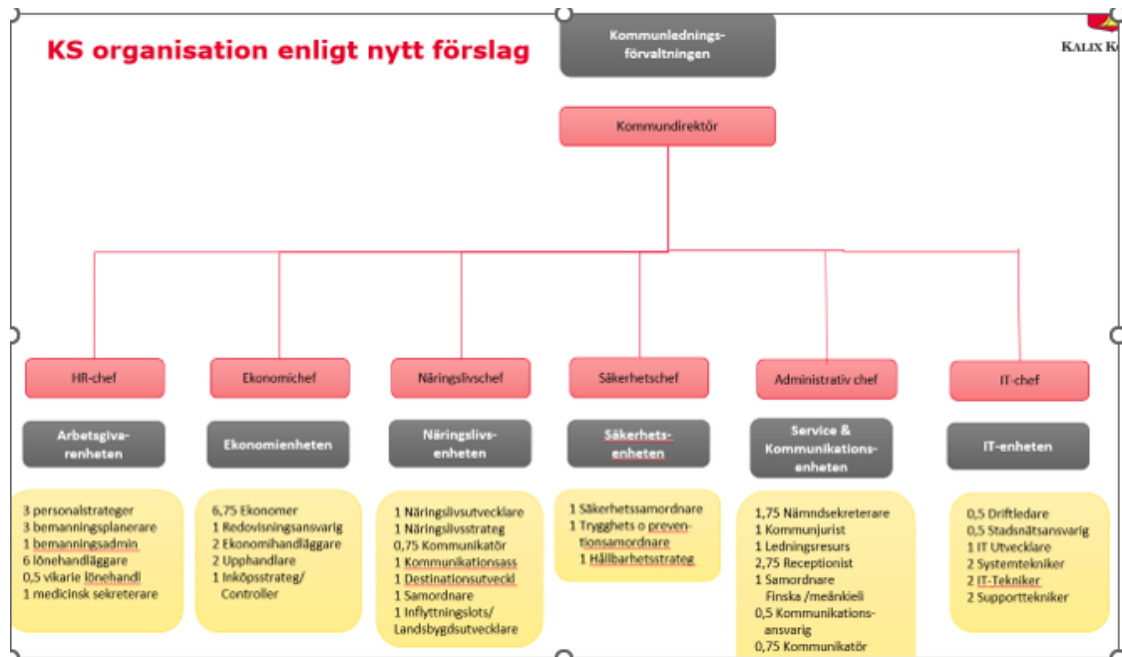 KS organisation enligt nytt förslag
Kommunlednings-
förvaltningen
KALIX
Kommundirektör
HR-chef
Ekonomichef
Näringslivschef
Säkerhetschef
Administrativ chef
IT-chef
Arbetsgiva-
renheten
Ekonomienheten
Näringslivs-
enheten
Säkerhets-
enheten
Service &
Kommunikations-
enheten
IT-enheten
3 personalstrateger
3 bemanningsplanerare
1 bemanningsadmin
6 lönehandläggare
0,5 vikarie lönehandl
1 medicinsk sekreterare
6,75 Ekonomer
1 Redovisningsansvarig
2 Ekonomihandläggare
2 Upphandlare
1 Inköpsstrateg/
Controller
1 Näringslivsutvecklare
1 Näringslivsstrateg
0,75 Kommunikatör
1 Kommunikationsass
1 Destinationsutveckl
1 Samordnare
1 Inflyttningslots/
Landsbygdsutvecklare
1 Säkerhetssamordnare
1 Trygghets o preven-
tionsamordnare
1 Hållbarhetsstrateg
1,75 Nämndsekreterare
1 Kommunjurist
1 Ledningsresurs
2,75 Receptionist
1 Samordnare
Finska /meänkieli
0,5 Kommunikations-
ansvarig
0,75 Kommunikatör
0,5 Driftledare
0,5 Stadsnätsansvarig
1 IT Utvecklare
2 Systemtekniker
2 IT-Tekniker
2 Supporttekniker